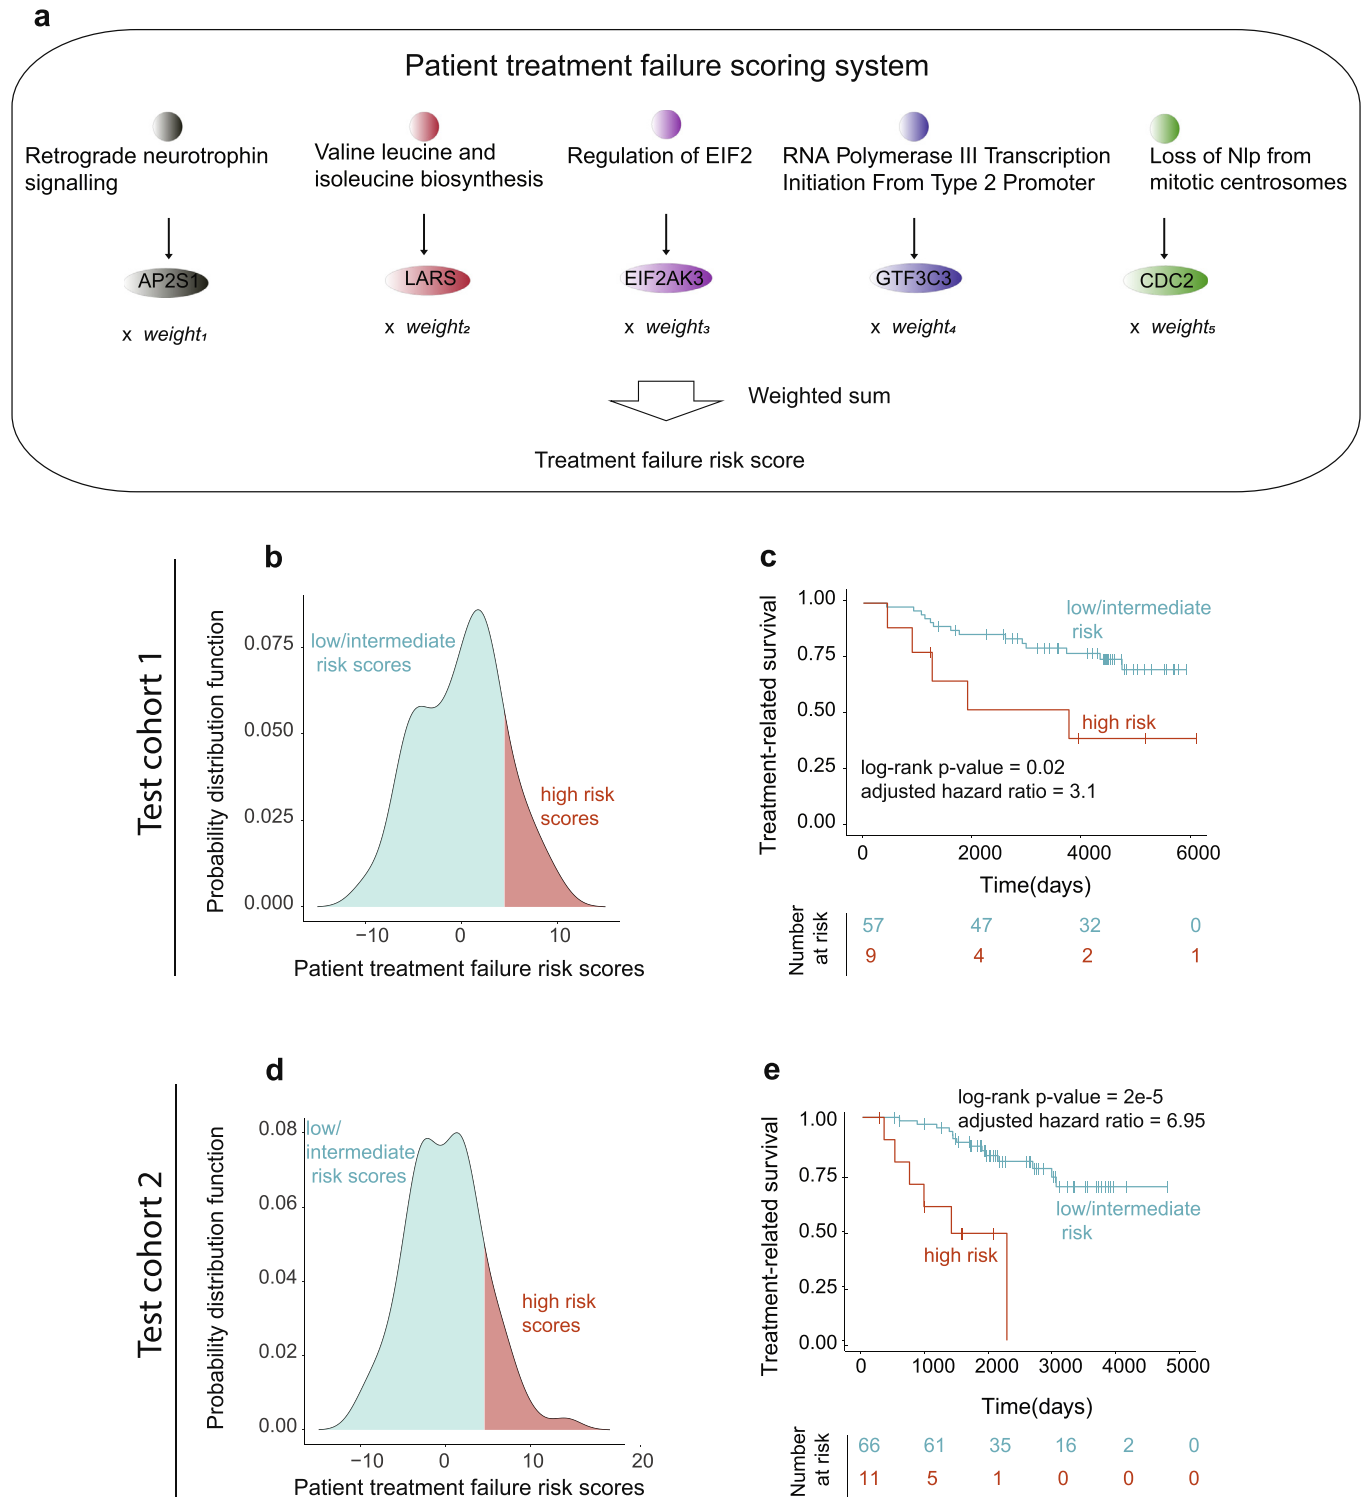 a
Patient treatment failure scoring system
Retrograde neurotrophin
signalling
Valine leucine and
isoleucine biosynthesis
Regulation of EIF2
RNA Polymerase III Transcription
Initiation From Type 2 Promoter
Loss of Nlp from
mitotic centrosomes
AP2S1
LARS
EIF2AK3
GTF3C3
CDC2
x weight₁
x weight₂
x weight₃
x weight₄
x weight₅
Weighted sum
Treatment failure risk score
Test cohort 1
b
Probability distribution function
0.075
0.050
0.025
0.000
low/intermediate
risk scores
high risk
scores
−10 0 10
Patient treatment failure risk scores
c
Treatment-related survival
1.00
0.75
0.50
0.25
0.00
low/intermediate
risk
high risk
log-rank p-value = 0.02
adjusted hazard ratio = 3.1
0 2000 4000 6000
Time(days)
Number
at risk
57 47 32 0
9 4 2 1
Test cohort 2
d
Probability distribution function
0.08
0.06
0.04
0.02
0.00
low/
intermediate
risk scores
high risk
scores
−10 0 10 20
Patient treatment failure risk scores
e
Treatment-related survival
1.00
0.75
0.50
0.25
0.00
log-rank p-value = 2e-5
adjusted hazard ratio = 6.95
low/intermediate
risk
high risk
0 1000 2000 3000 4000 5000
Time(days)
Number
at risk
66 61 35 16 2 0
11 5 1 0 0 0